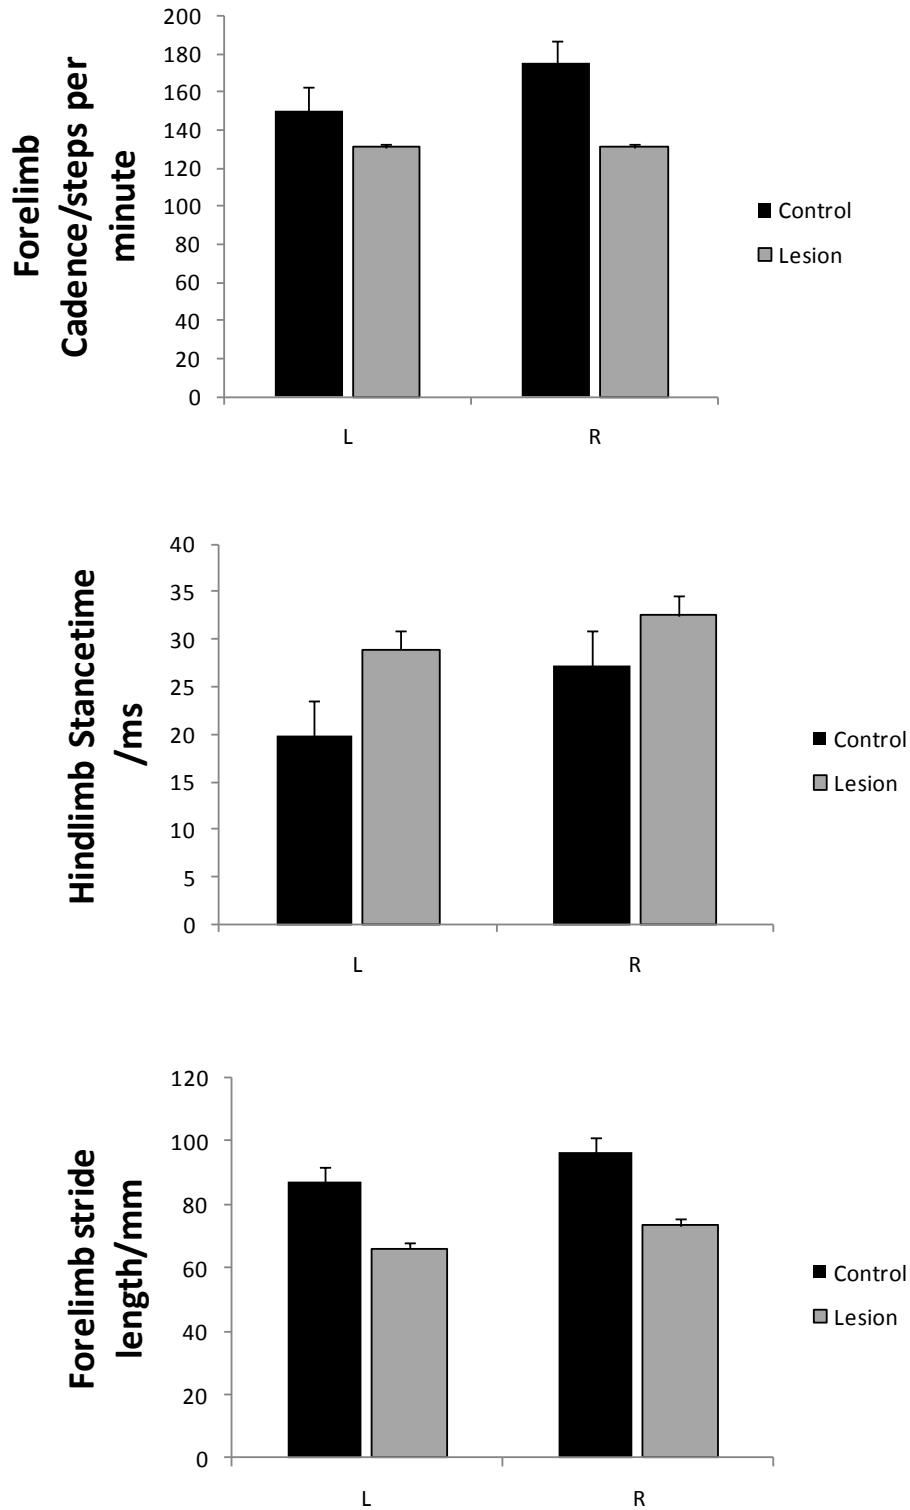 Forelimb
Cadence/steps per
minute
200
180
160
140
120
100
80
60
40
20
0
L
R
Control
Lesion
Hindlimb Stancetime
/ms
40
35
30
25
20
15
10
5
0
L
R
Control
Lesion
Forelimb stride
length/mm
120
100
80
60
40
20
0
L
R
Control
Lesion